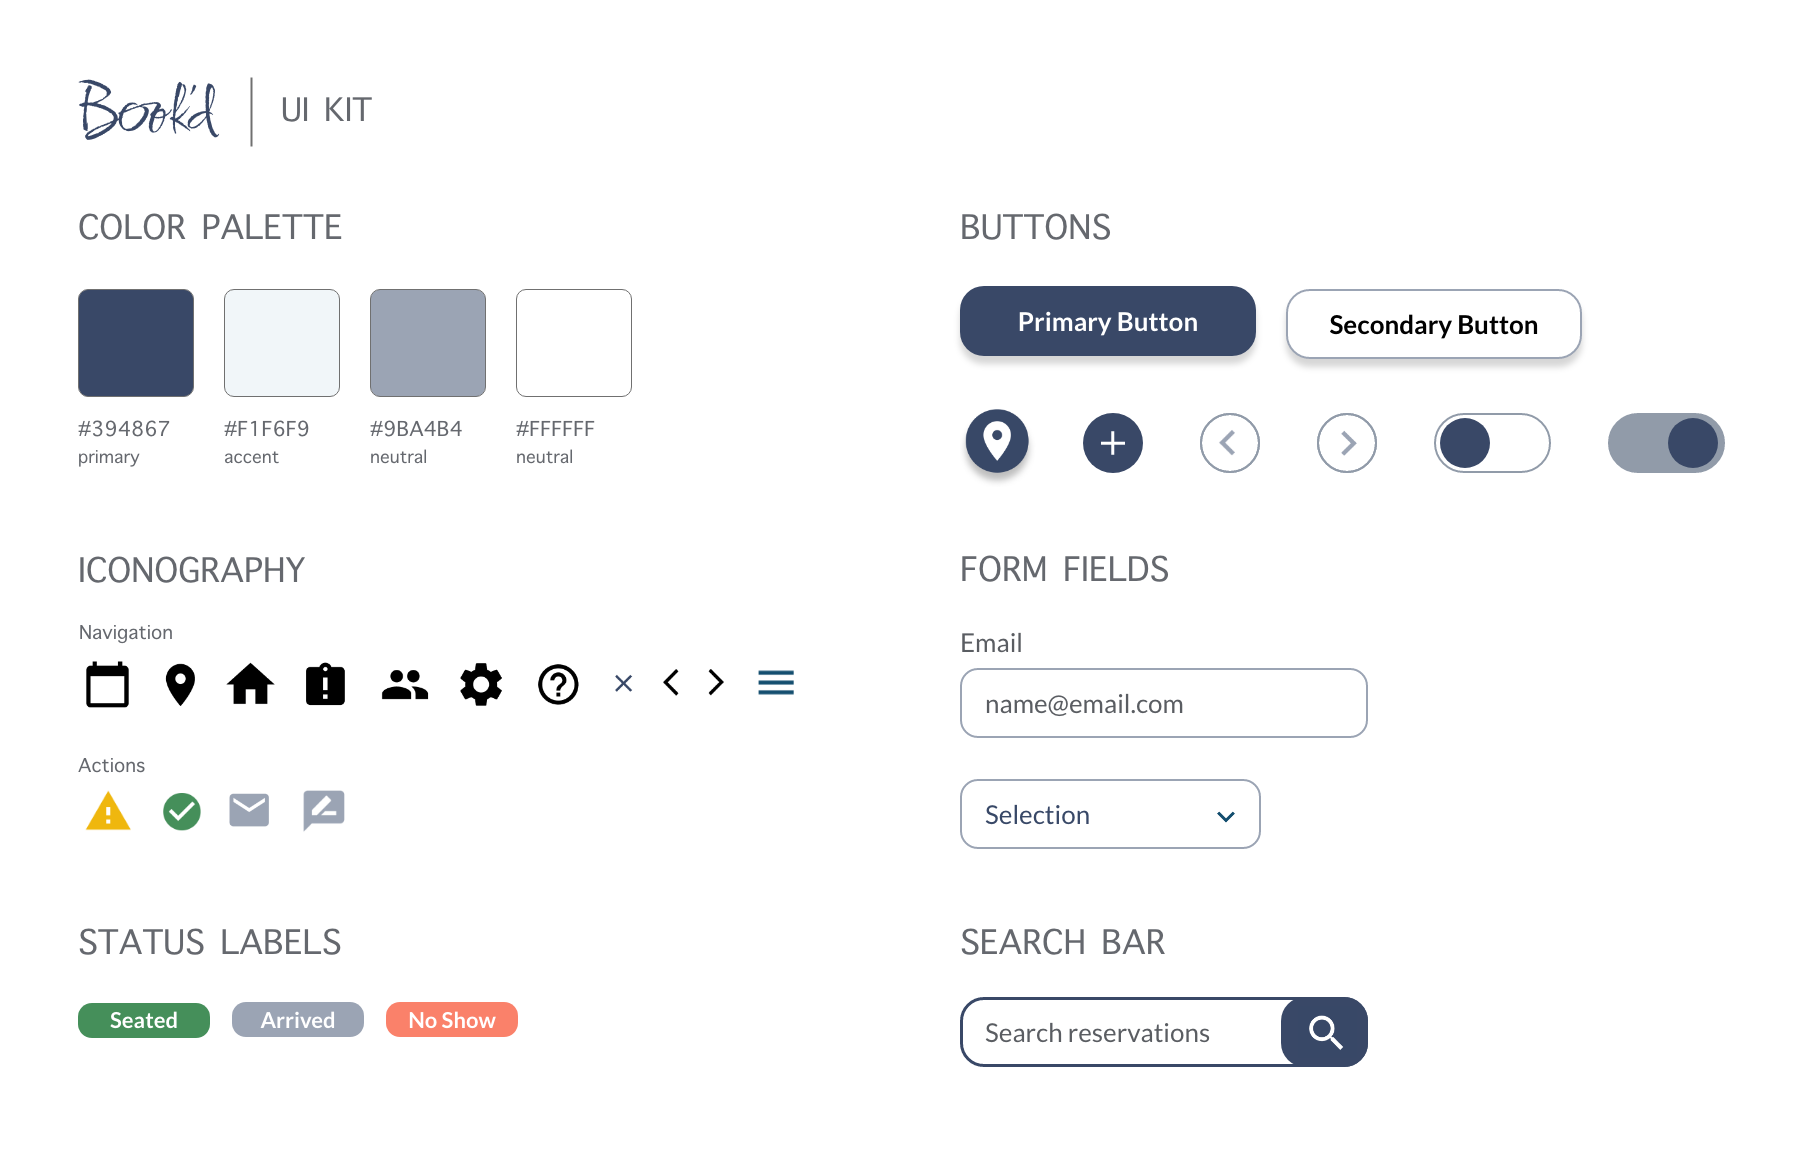 Book'd
UI KIT
COLOR PALETTE
#394867
primary
#F1F6F9
accent
#9BA4B4
neutral
#FFFFFF
neutral
BUTTONS
Primary Button
Secondary Button
ICONOGRAPHY
Navigation
Actions
FORM FIELDS
Email
name@email.com
Selection
STATUS LABELS
Seated
Arrived
No Show
SEARCH BAR
Search reservations